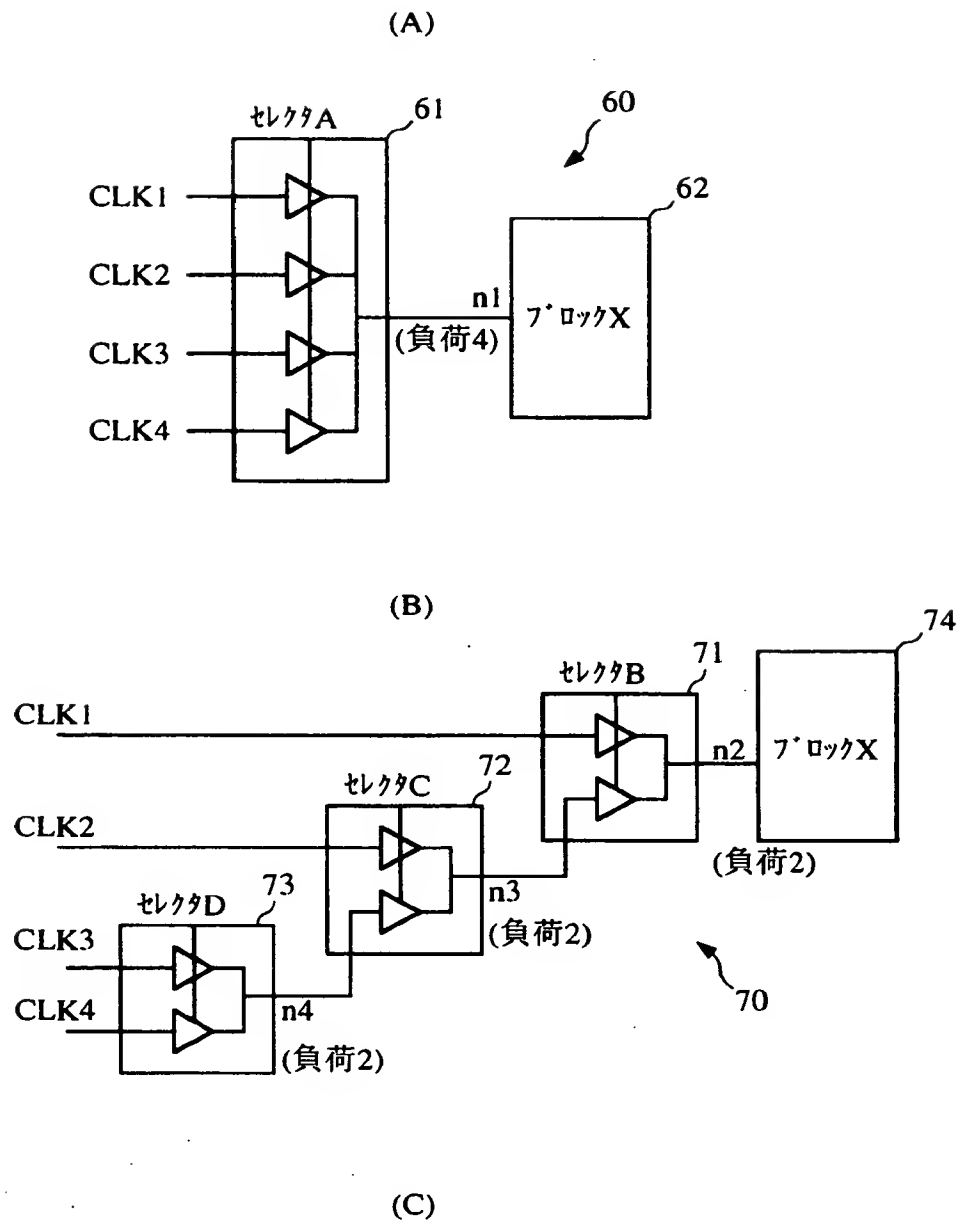 (A)
60
セレクタA
61
CLK1
CLK2
CLK3
CLK4
n1
(負荷4)
62
ブロックX
(B)
74
セレクタB
71
CLK1
n2
ブロックX
(負荷2)
セレクタC
72
CLK2
n3
(負荷2)
セレクタD
73
CLK3
CLK4
n4
(負荷2)
70
(C)